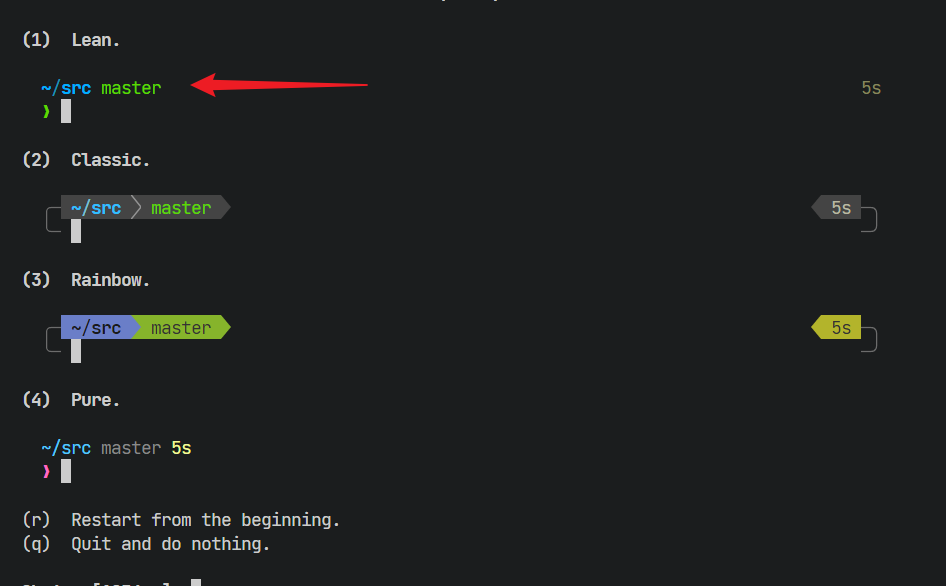 (1) Lean.
~/src master 5s
❯
(2) Classic.
~/src master 5s
(3) Rainbow.
~/src master 5s
(4) Pure.
~/src master 5s
❯
(r) Restart from the beginning.
(q) Quit and do nothing.